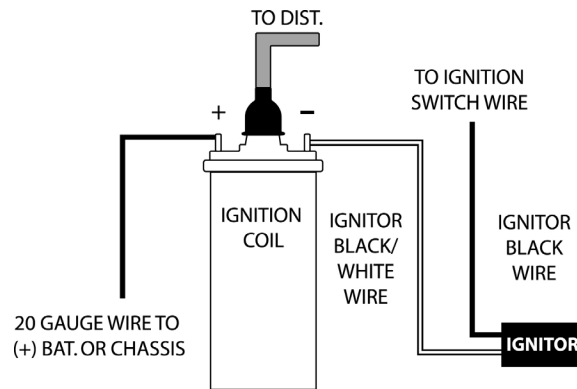 TO DIST.
+
–
TO IGNITION
SWITCH WIRE
IGNITION
COIL
IGNITOR
BLACK/
WHITE
WIRE
IGNITOR
BLACK
WIRE
20 GAUGE WIRE TO
(+) BAT. OR CHASSIS
IGNITOR